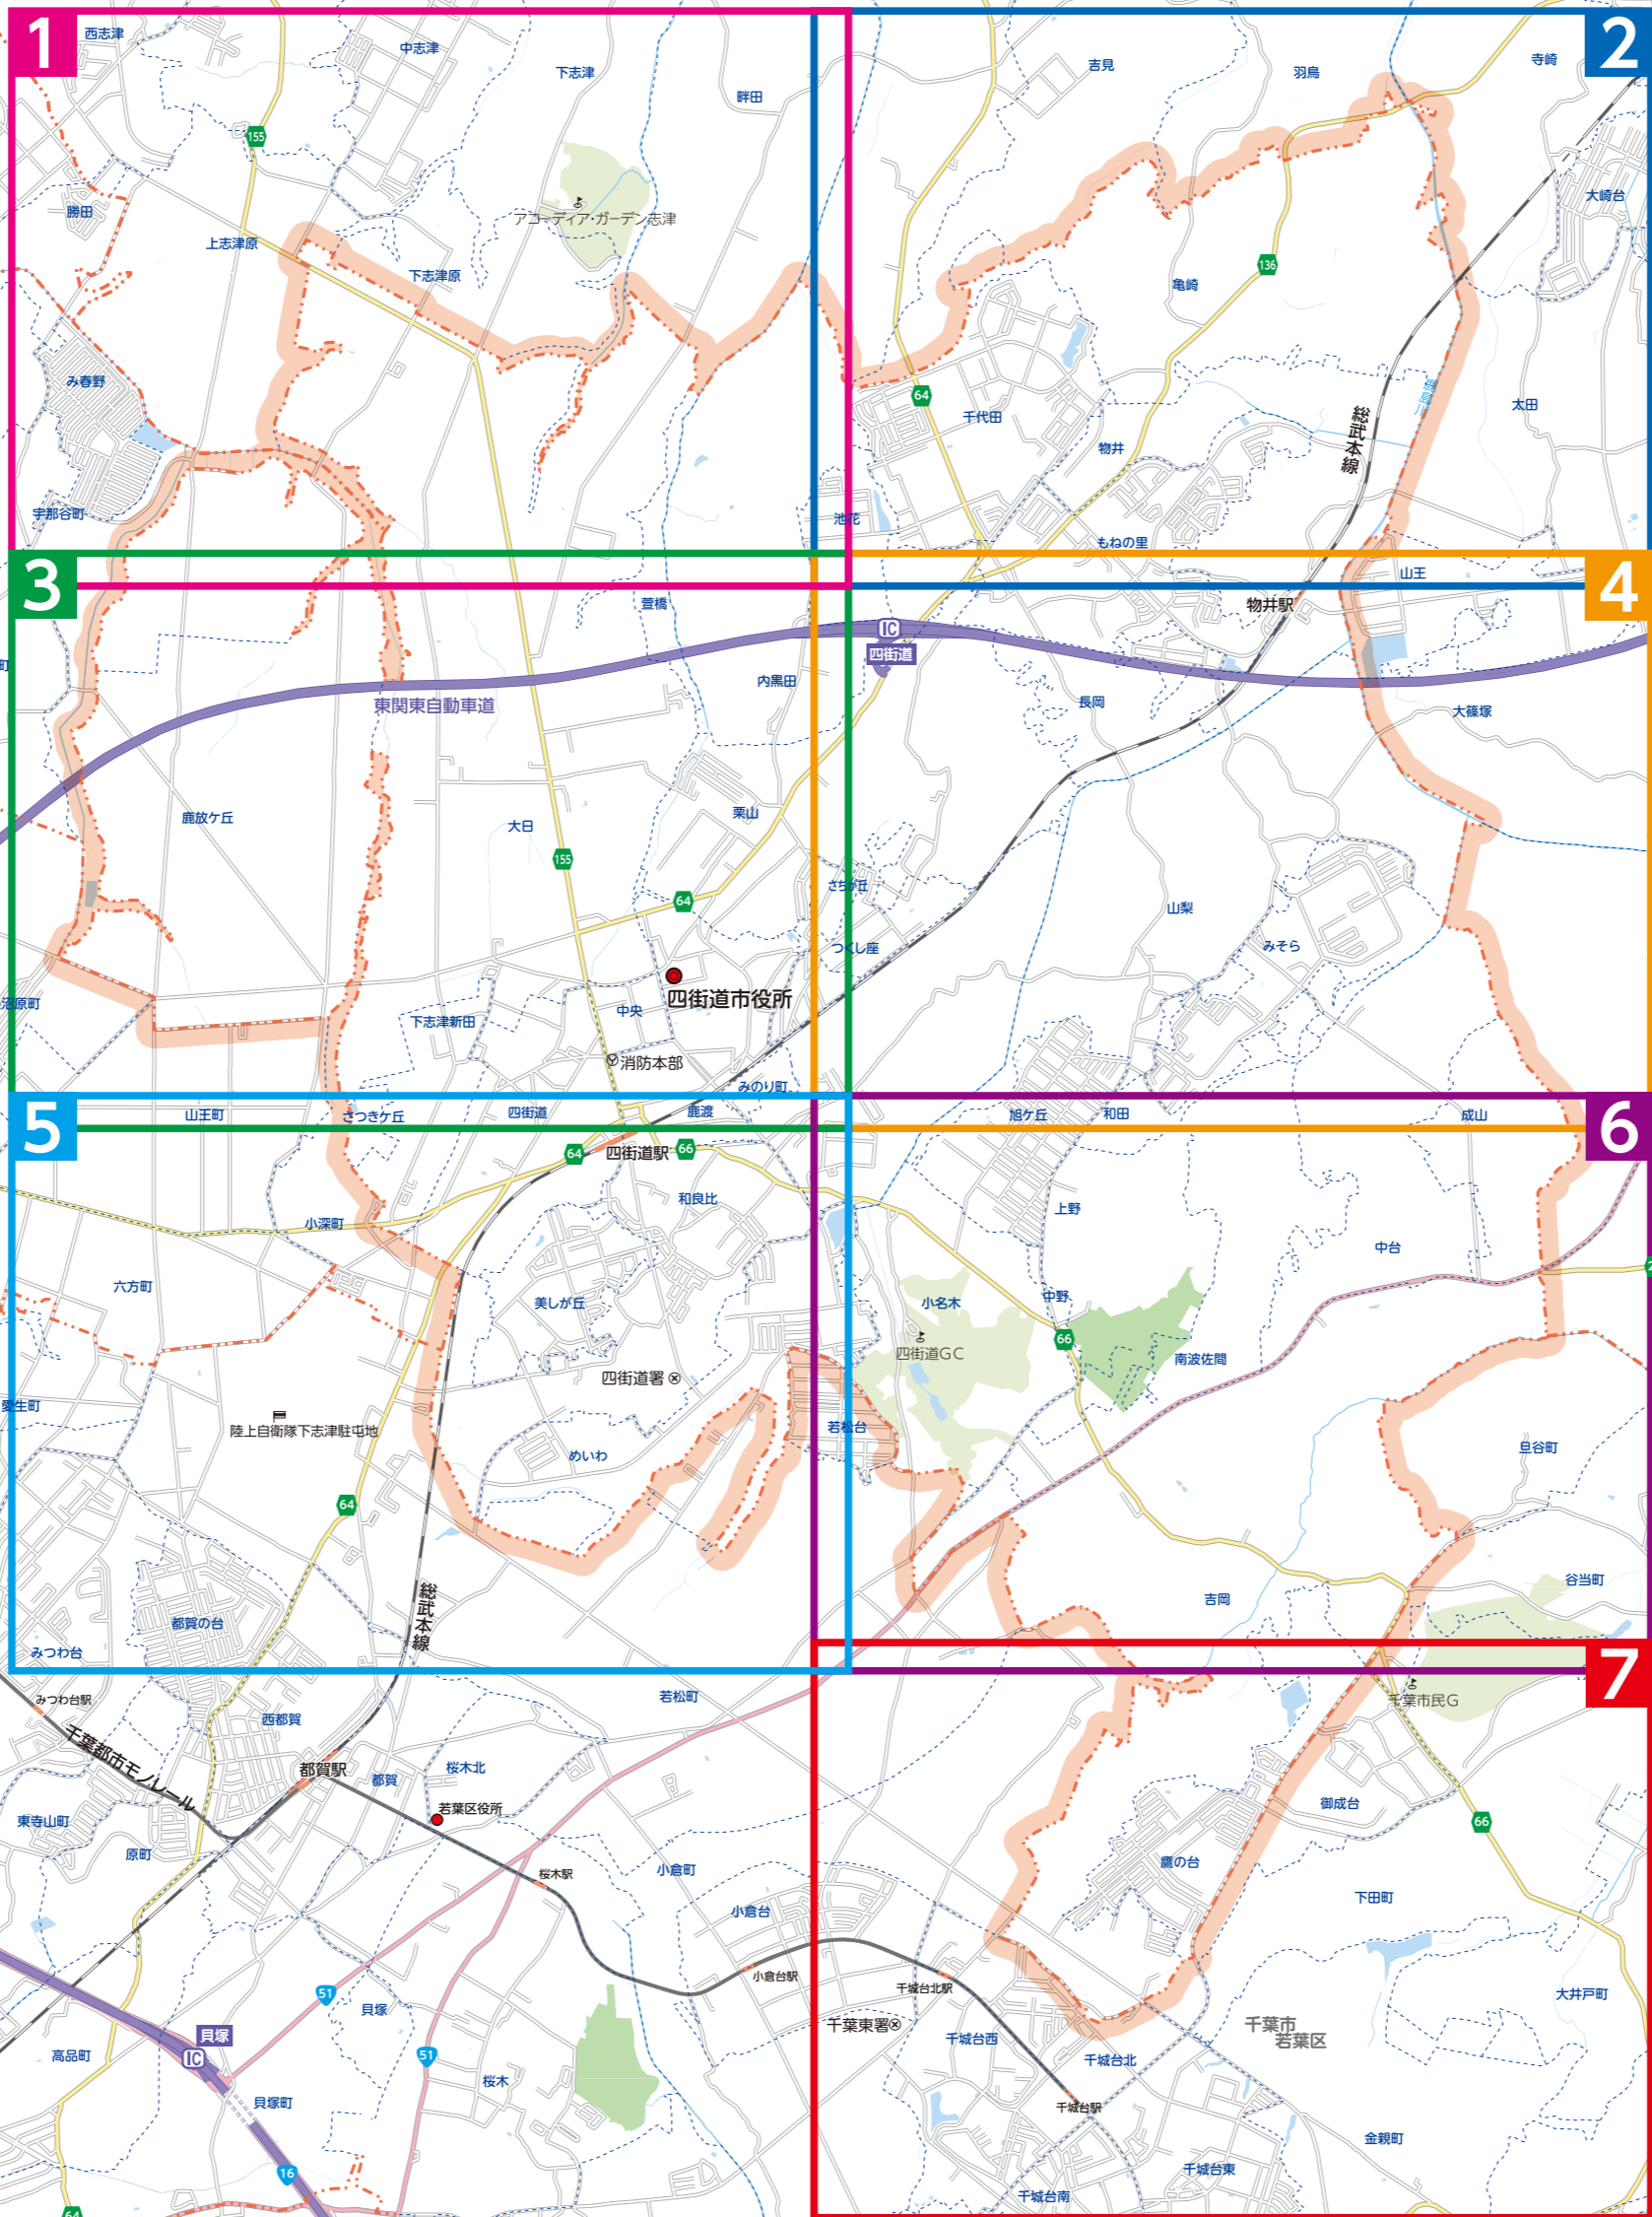 1
西志津
中志津
下志津
畔田
155
勝田
上志津原
下志津原
アコーディア・ガーデン志津
み春野
宇那谷町
2
吉見
羽鳥
寺崎
大崎台
136
亀崎
64
千代田
物井
総武本線
鹿島川
太田
池花
もねの里
3
萱橋
東関東自動車道
内黒田
鹿放ケ丘
大日
栗山
155
64
四街道市役所
中央
下志津新田
消防本部
みのり町
4
山王
物井駅
IC
四街道
長岡
大篠塚
さちが丘
山梨
つくし座
みそら
5
山王町
さつきケ丘
四街道
鹿渡
64
四街道駅
66
小深町
和良比
六方町
美しが丘
四街道署
愛生町
陸上自衛隊下志津駐屯地
めいわ
64
都賀の台
総武本線
みつわ台
6
旭ケ丘
和田
成山
上野
中台
小名木
中野
66
四街道GC
南波佐間
若松台
旦谷町
吉岡
谷当町
7
千葉市民G
みつわ台駅
若松町
西都賀
千葉都市モノレール
都賀駅
都賀
桜木北
若葉区役所
東寺山町
原町
桜木駅
小倉町
小倉台
小倉台駅
51
貝塚
貝塚
IC
高品町
51
桜木
貝塚町
16
64
御成台
66
鷹の台
下田町
千城台北駅
千葉東署
千城台西
千葉市
若葉区
大井戸町
千城台北
千城台駅
金親町
千城台東
千城台南